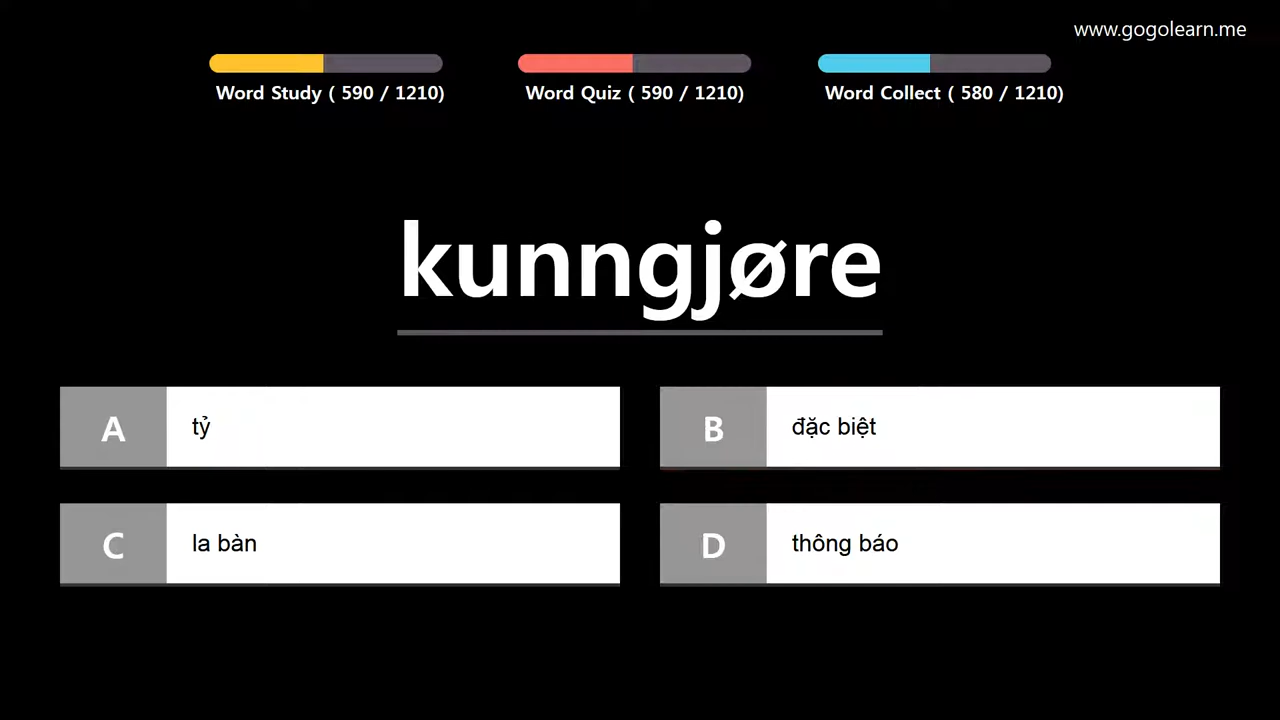 www.gogolearn.me
Word Study ( 590 / 1210)
Word Quiz ( 590 / 1210)
Word Collect ( 580 / 1210)
kunngjøre
A tỷ
B đặc biệt
C la bàn
D thông báo